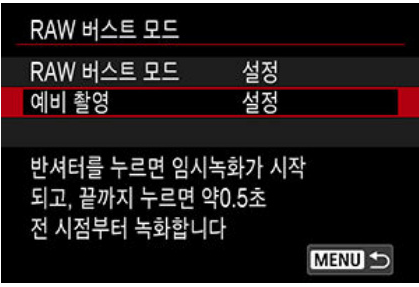 RAW 버스트 모드
RAW 버스트 모드 설정
예비 촬영 설정
반셔터를 누르면 임시녹화가 시작
되고, 끝까지 누르면 약0.5초
전 시점부터 녹화합니다
MENU